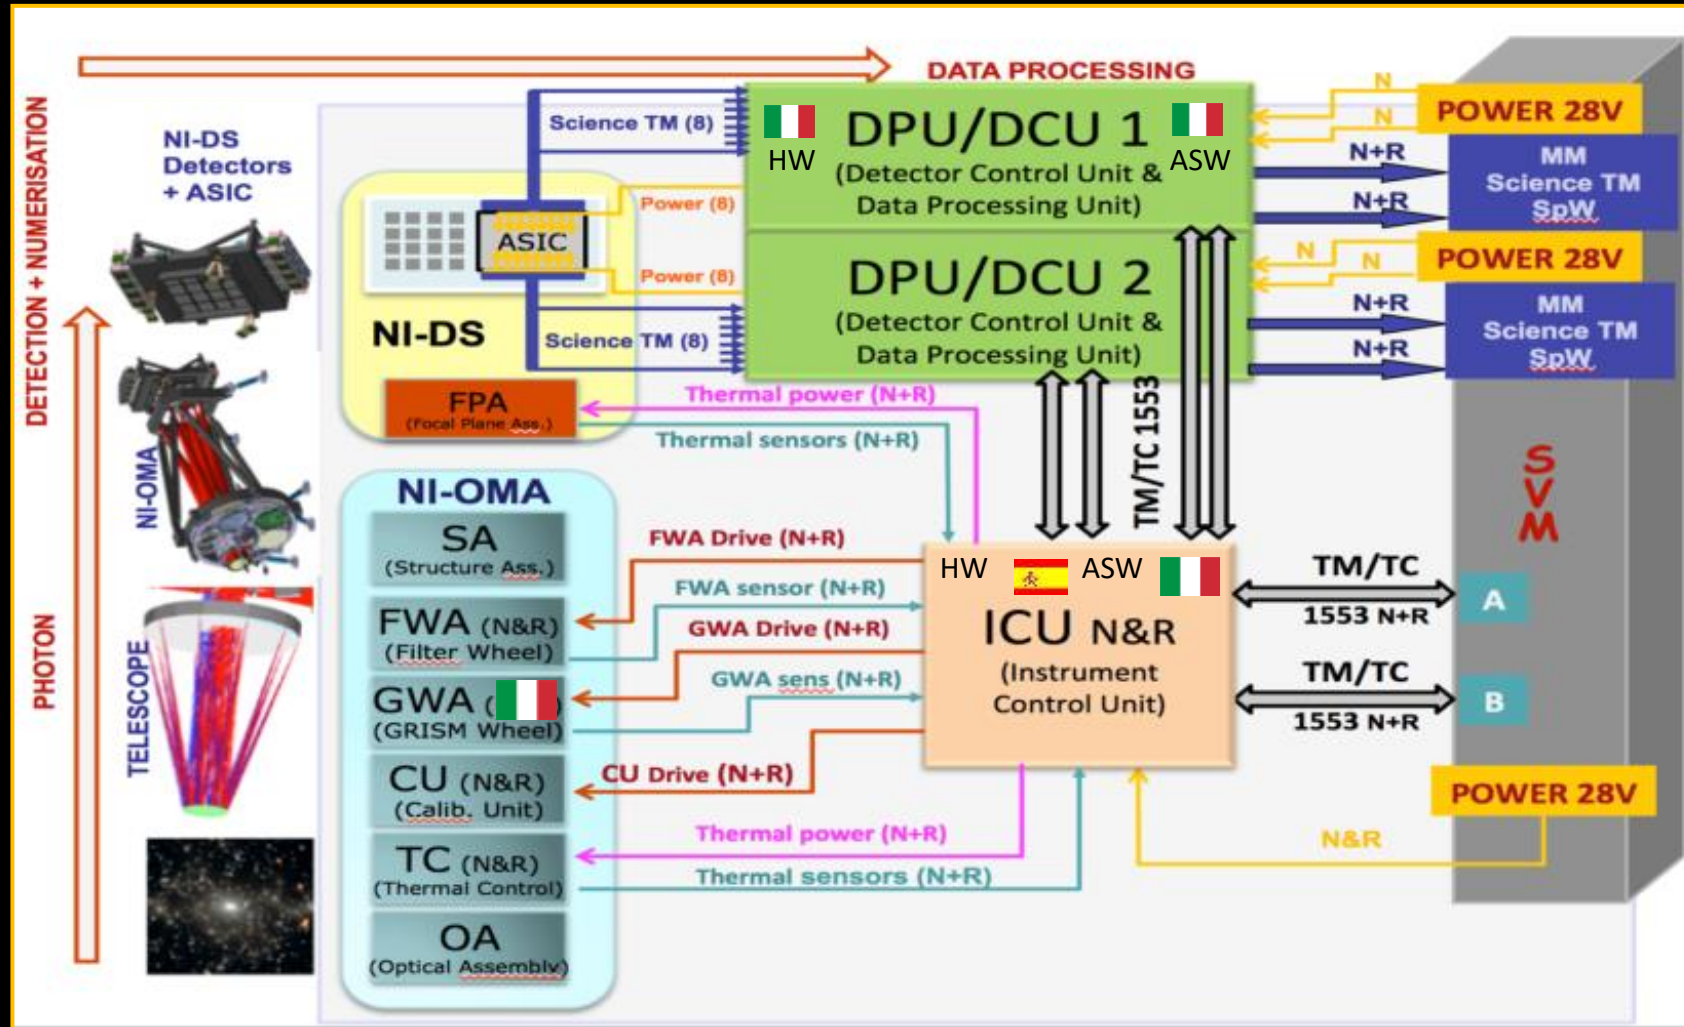 DATA PROCESSING
DETECTION + NUMERISATION
PHOTON
NI-DS
Detectors
+ ASIC
NI-OMA
TELESCOPE
Science TM (8)
Power (8)
ASIC
Power (8)
NI-DS
Science TM (8)
FPA
(Focal Plane Ass.)
HW
ASW
DPU/DCU 1
(Detector Control Unit &
Data Processing Unit)
DPU/DCU 2
(Detector Control Unit &
Data Processing Unit)
N
N
POWER 28V
N+R
N+R
MM
Science TM
SpW
N
N
POWER 28V
N+R
N+R
MM
Science TM
SpW
Thermal power (N+R)
Thermal sensors (N+R)
TM/TC 1553
SVM
NI-OMA
SA
(Structure Ass.)
FWA (N&R)
(Filter Wheel)
GWA (
(GRISM Wheel)
CU (N&R)
(Calib. Unit)
TC (N&R)
(Thermal Control)
OA
(Optical Assembly)
FWA Drive (N+R)
FWA sensor (N+R)
GWA Drive (N+R)
GWA sens (N+R)
CU Drive (N+R)
Thermal power (N+R)
Thermal sensors (N+R)
HW
ASW
ICU N&R
(Instrument
Control Unit)
TM/TC
1553 N+R
A
TM/TC
1553 N+R
B
POWER 28V
N&R